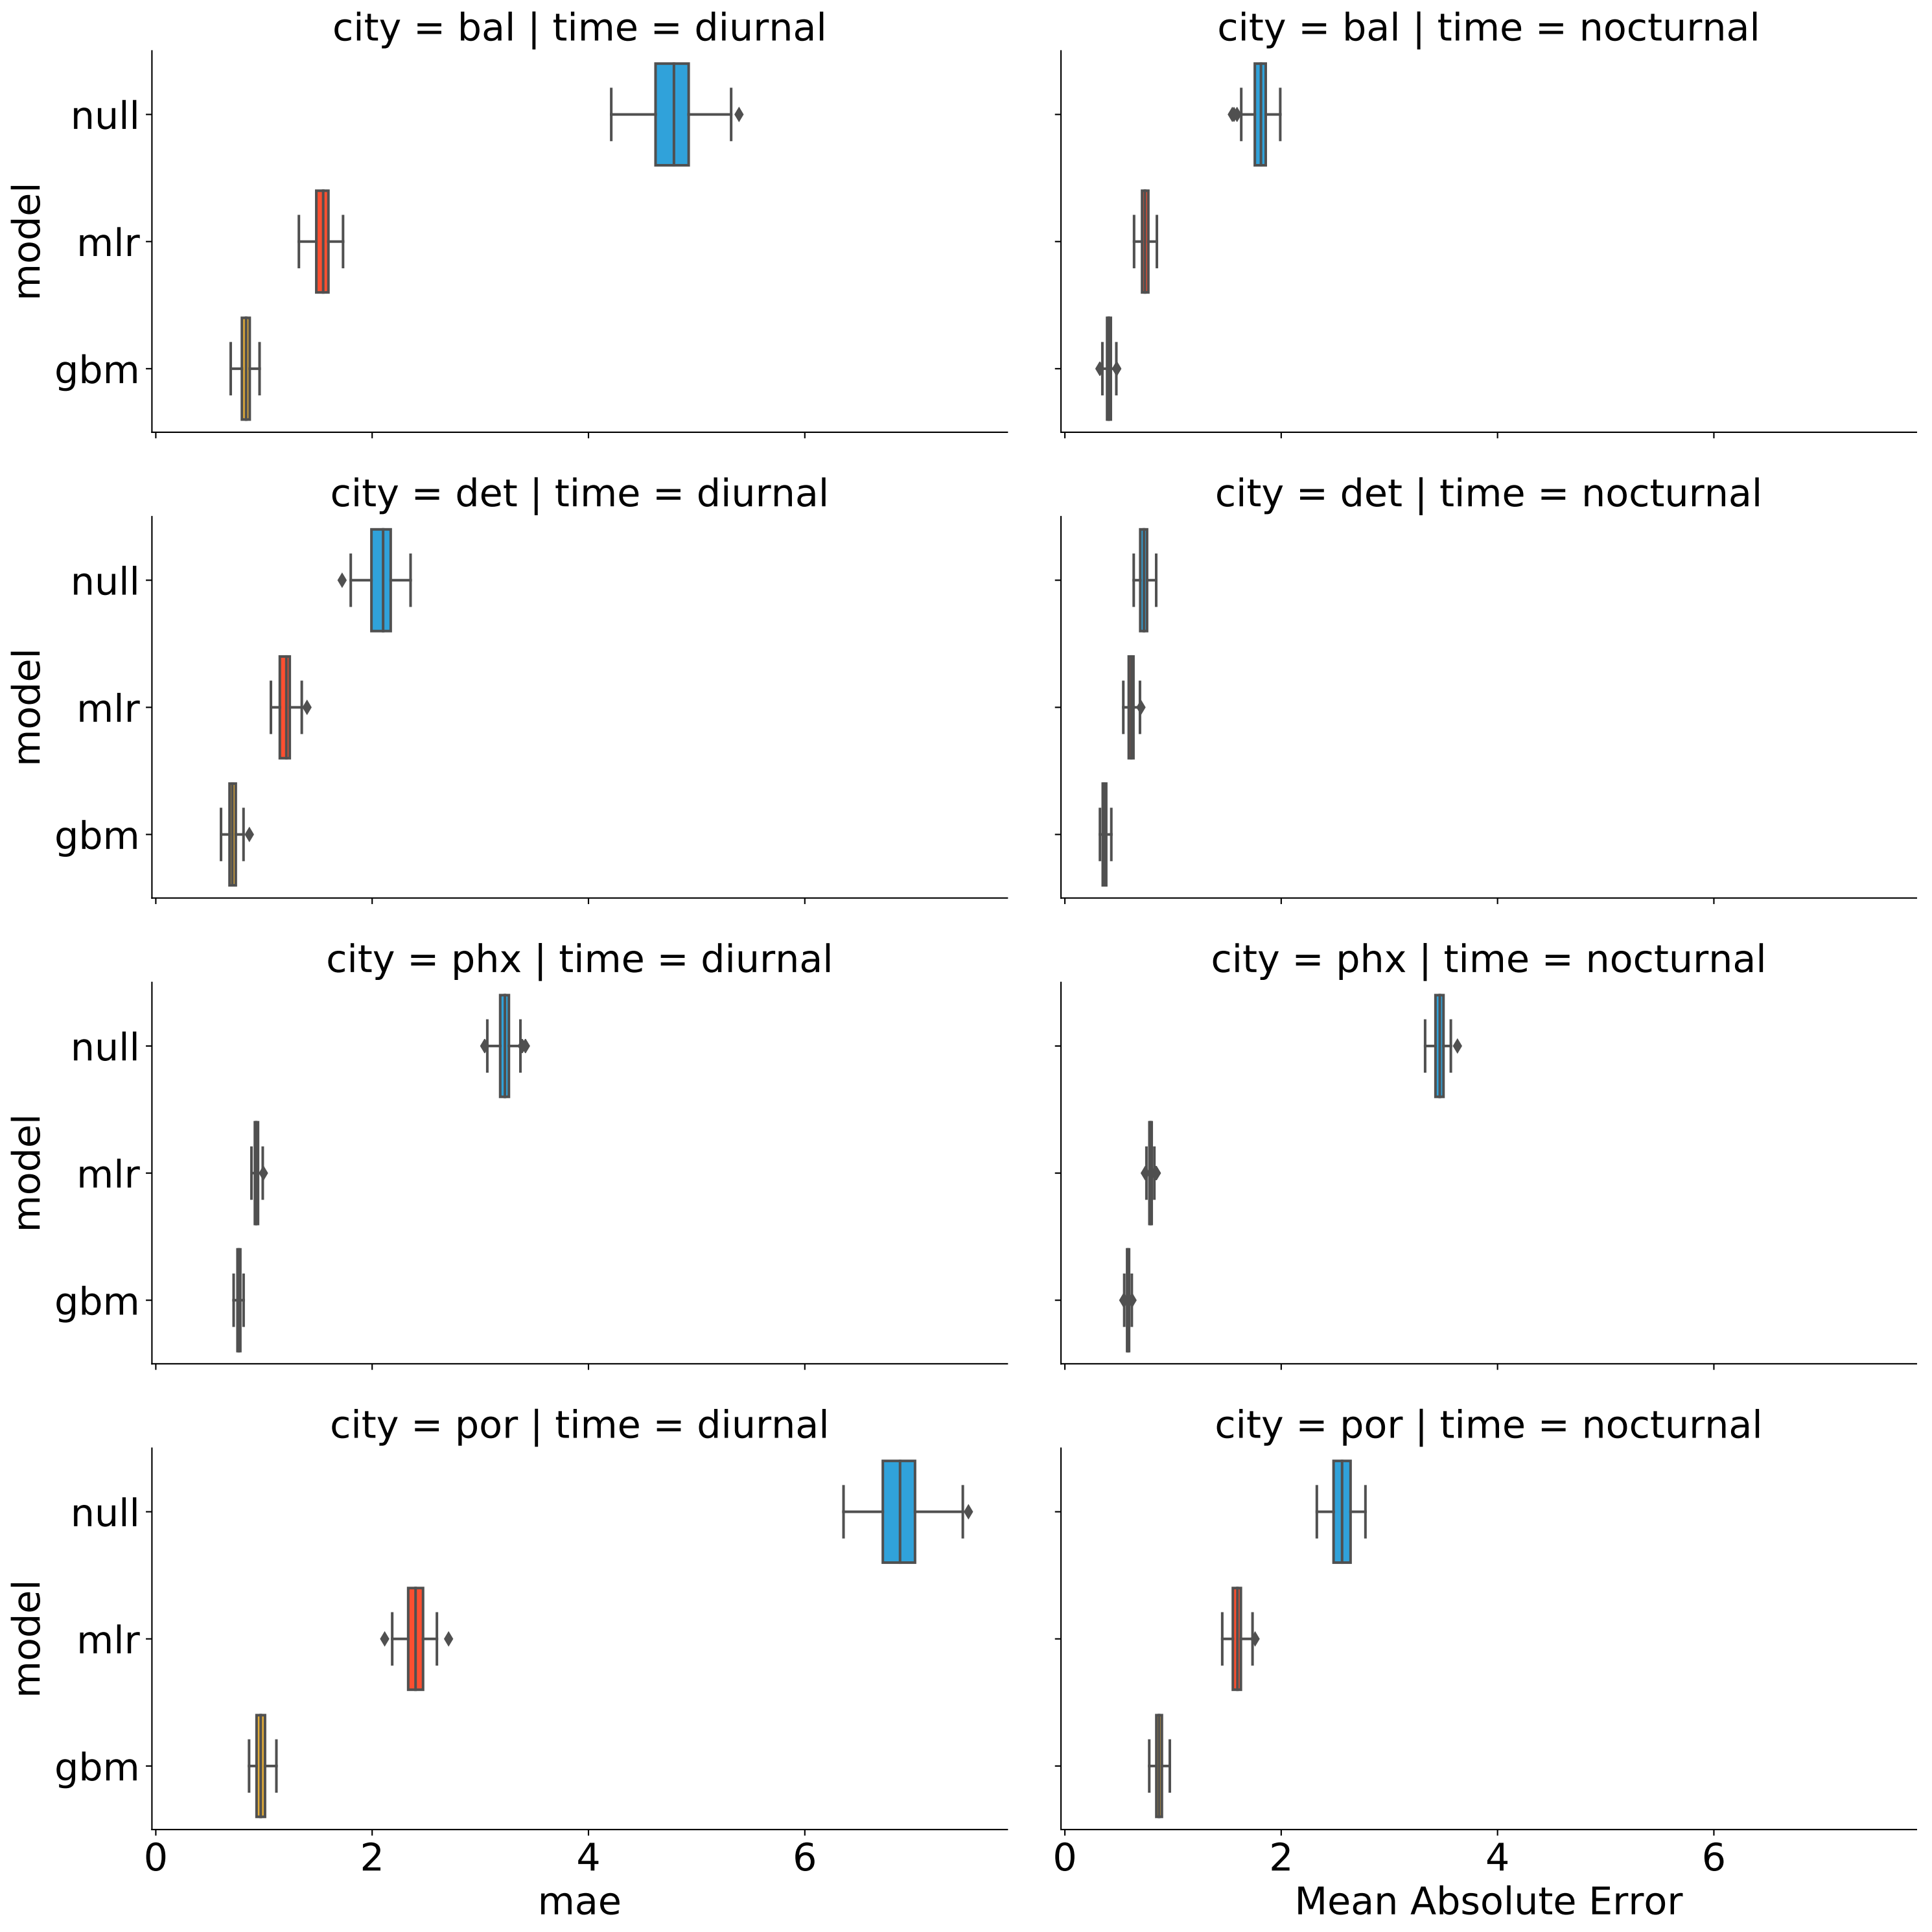 city = bal | time = diurnal
city = bal | time = nocturnal
model
null
mlr
gbm
city = det | time = diurnal
city = det | time = nocturnal
model
null
mlr
gbm
city = phx | time = diurnal
city = phx | time = nocturnal
model
null
mlr
gbm
city = por | time = diurnal
city = por | time = nocturnal
model
null
mlr
gbm
0 2 4 6
0 2 4 6
mae
Mean Absolute Error